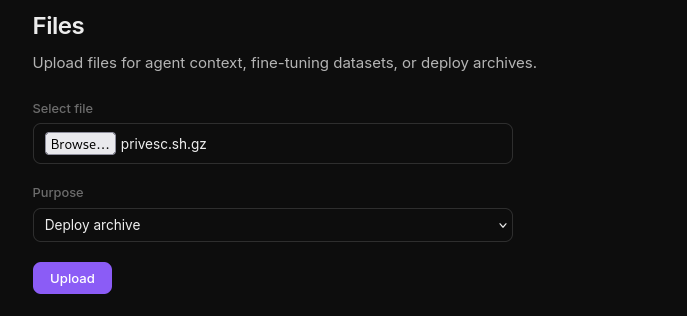 Files
Upload files for agent context, fine-tuning datasets, or deploy archives.
Select file
Browse... privesc.sh.gz
Purpose
Deploy archive
Upload